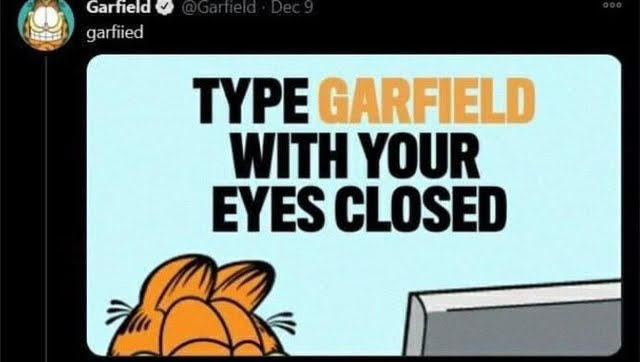 Garfield @Garfield · Dec 9
garfiied
TYPE GARFIELD
WITH YOUR
EYES CLOSED